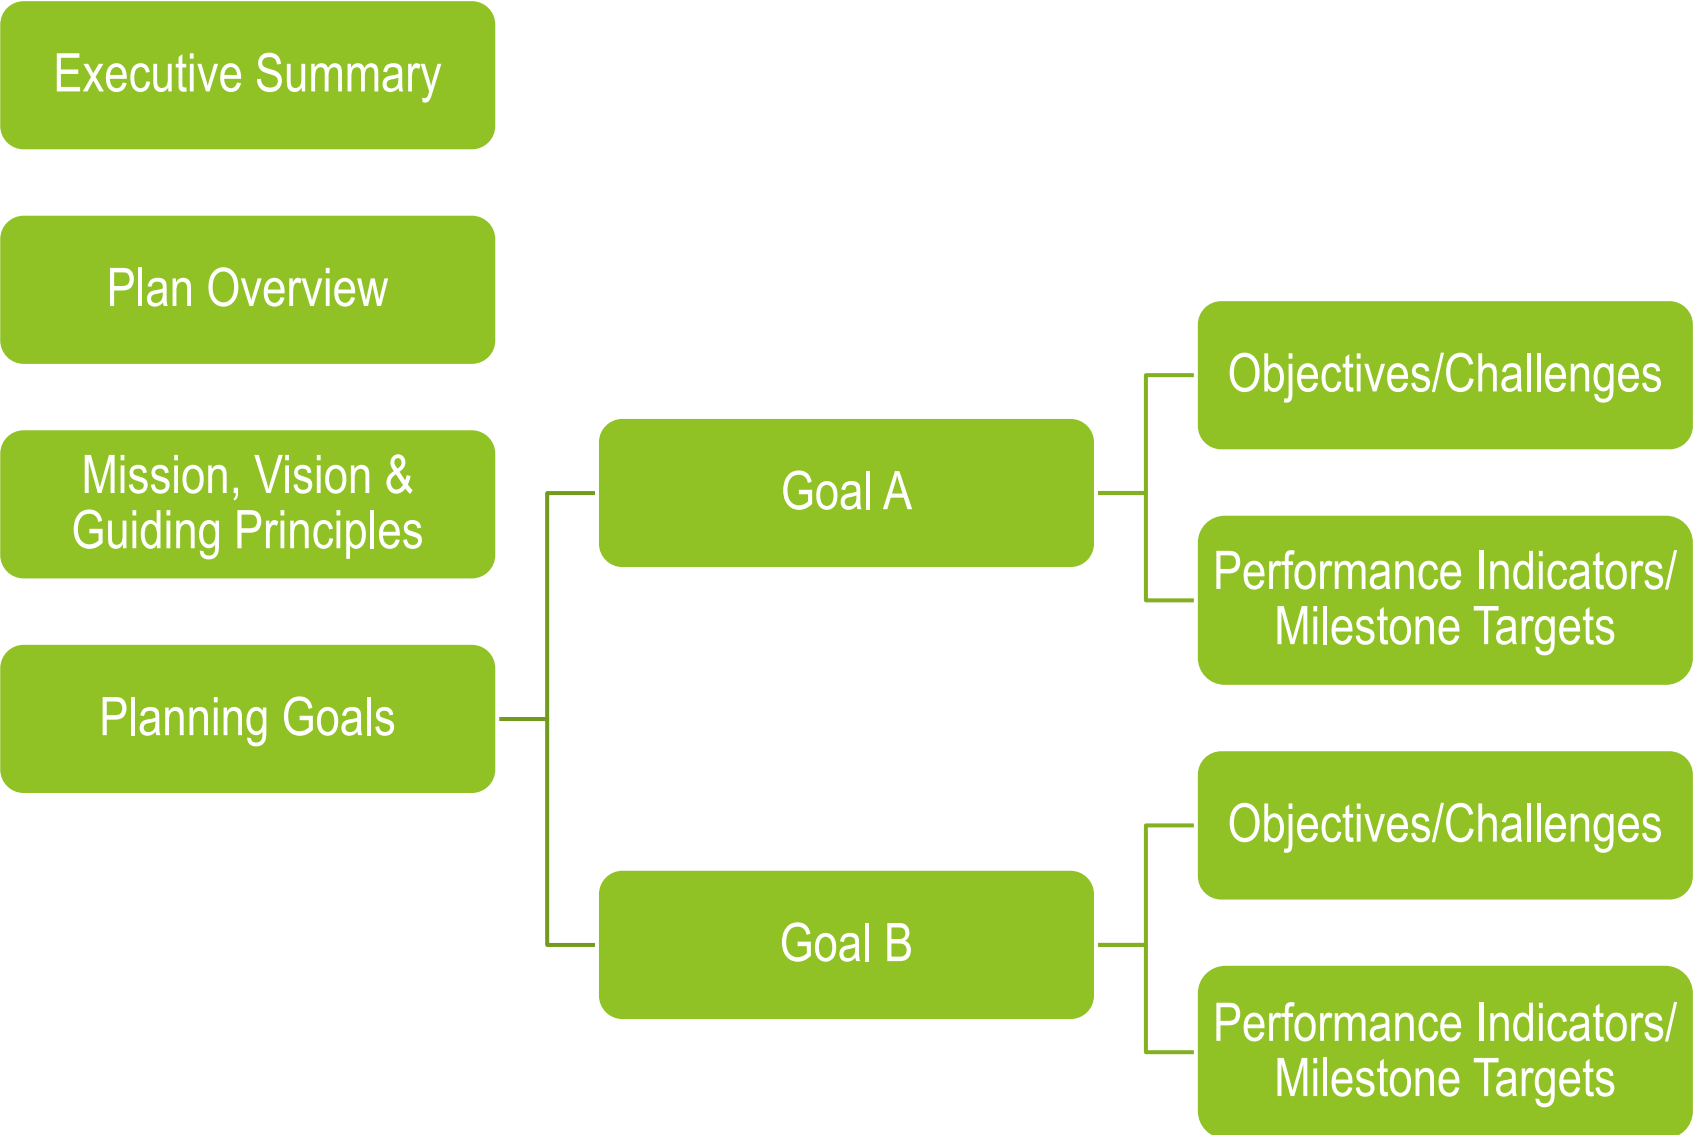 Executive Summary
Plan Overview
Mission, Vision &
Guiding Principles
Planning Goals
Goal A
Objectives/Challenges
Performance Indicators/
Milestone Targets
Goal B
Objectives/Challenges
Performance Indicators/
Milestone Targets